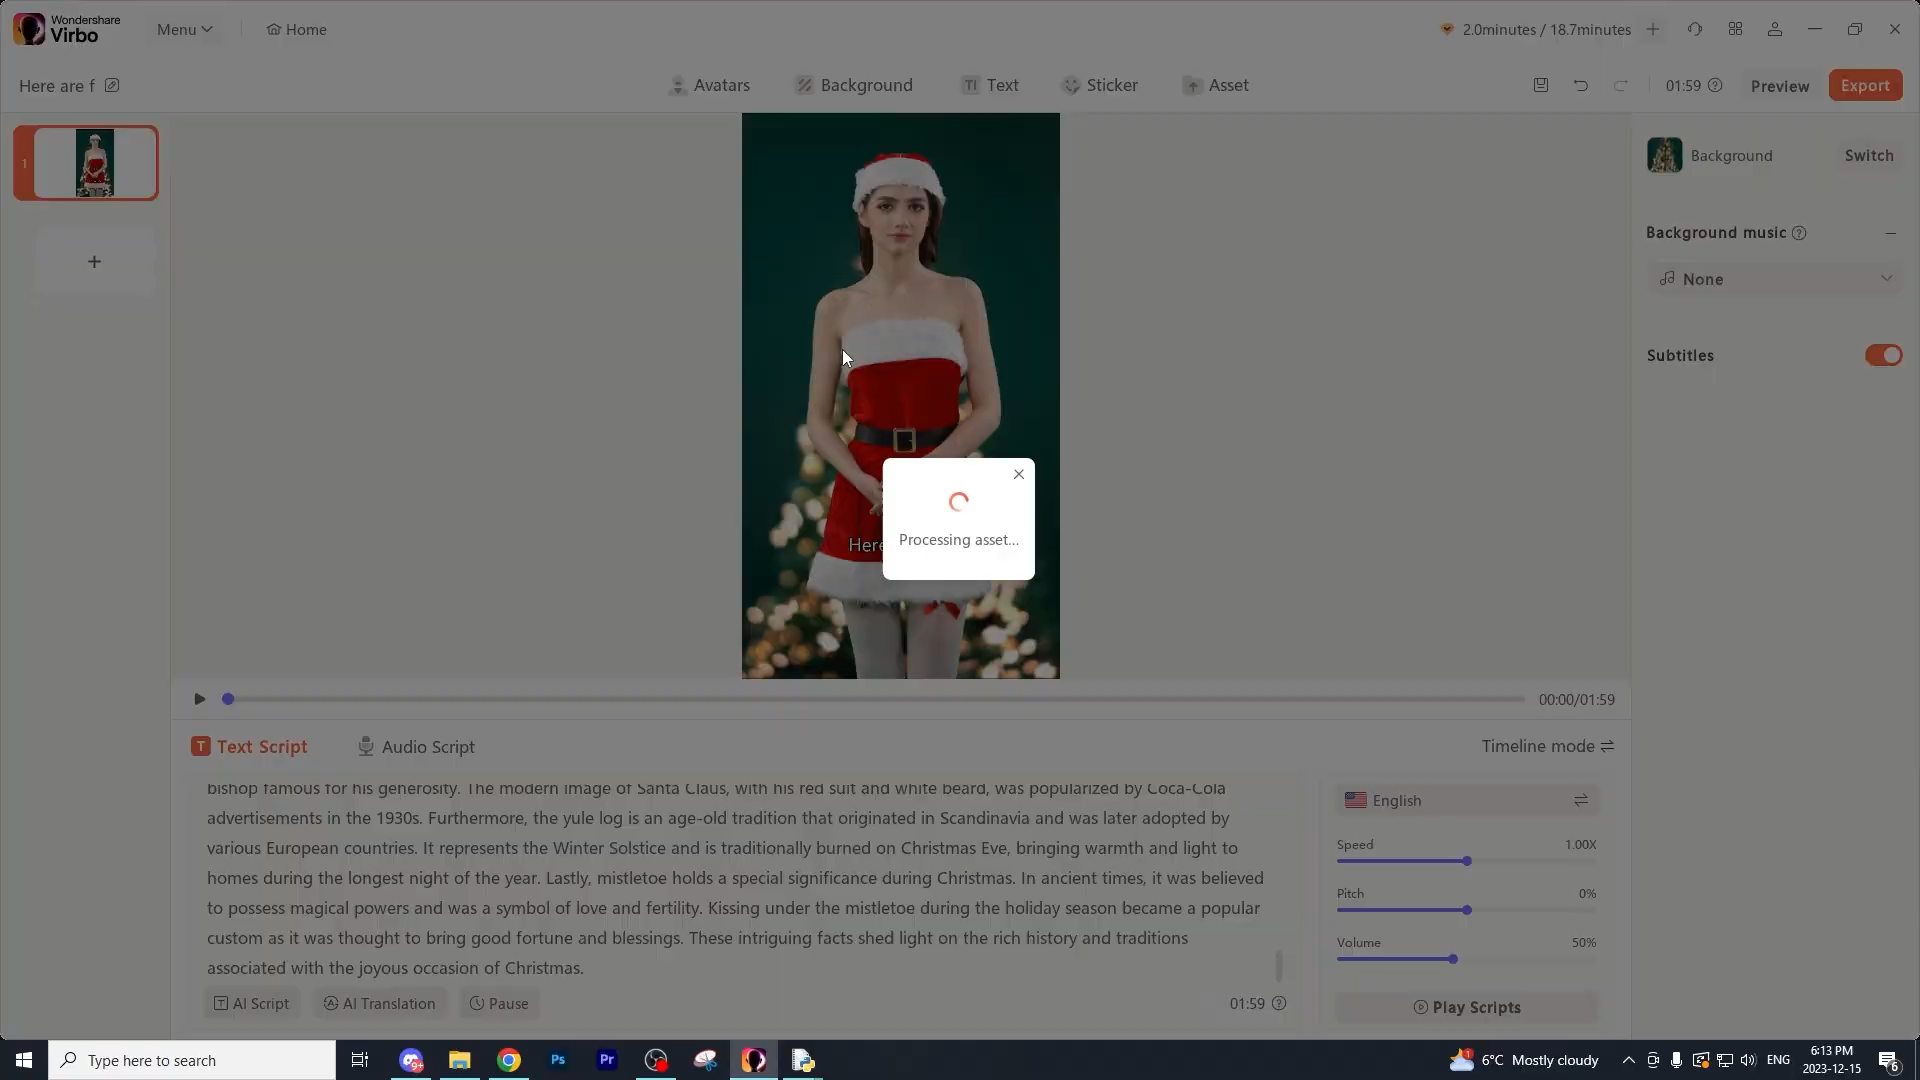 Wondershare
Virbo
Menu
Home
2.0minutes / 18.7minutes
Here are f
Avatars
Background
Text
Sticker
Asset
01:59
Preview
Export
1
Background
Switch
Background music
None
Subtitles
Processing asset...
Here
00:00/01:59
Text Script
Audio Script
Timeline mode
bishop famous for his generosity. The modern image of Santa Claus, with his red suit and white beard, was popularized by Coca-Cola
advertisements in the 1930s. Furthermore, the yule log is an age-old tradition that originated in Scandinavia and was later adopted by
various European countries. It represents the Winter Solstice and is traditionally burned on Christmas Eve, bringing warmth and light to
homes during the longest night of the year. Lastly, mistletoe holds a special significance during Christmas. In ancient times, it was believed
to possess magical powers and was a symbol of love and fertility. Kissing under the mistletoe during the holiday season became a popular
custom as it was thought to bring good fortune and blessings. These intriguing facts shed light on the rich history and traditions
associated with the joyous occasion of Christmas.
AI Script
AI Translation
Pause
01:59
English
Speed
1.00X
Pitch
0%
Volume
50%
Play Scripts
Type here to search
9+
Ps
Pr
1
6°C Mostly cloudy
ENG
6:13 PM
2023-12-15
6